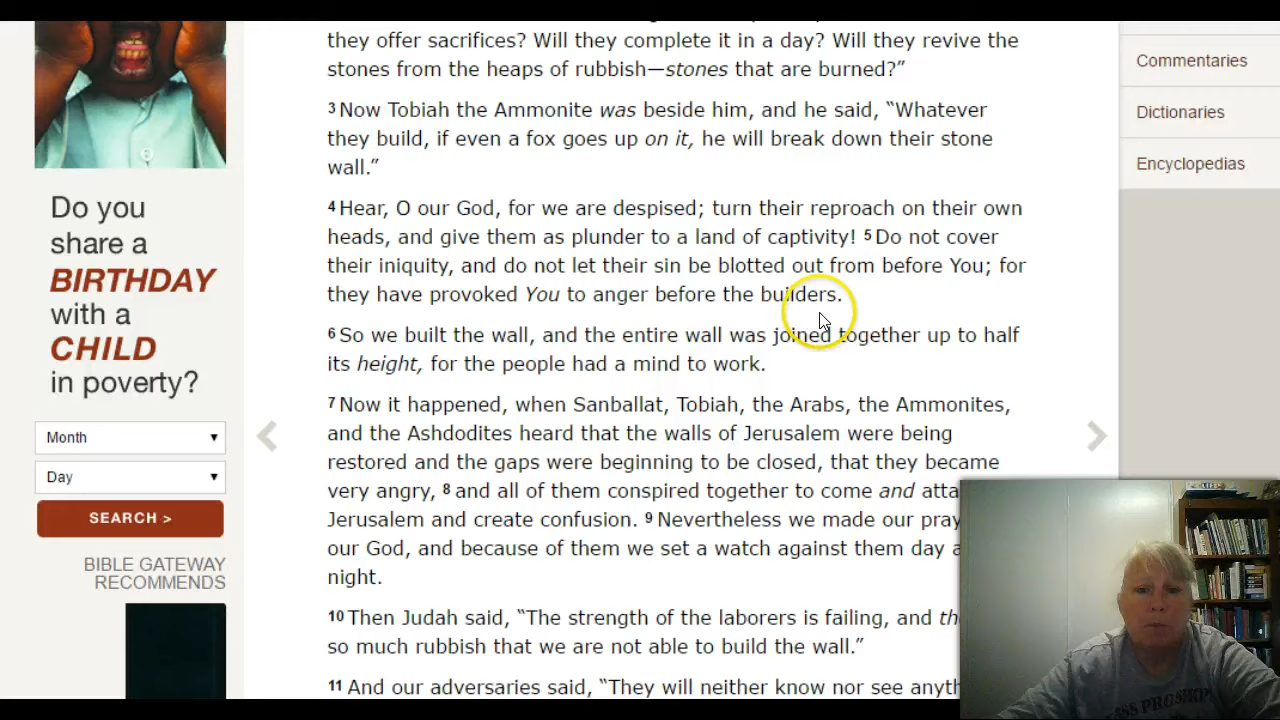 they offer sacrifices? Will they complete it in a day? Will they revive the
stones from the heaps of rubbish—stones that are burned?”
3 Now Tobiah the Ammonite was beside him, and he said, “Whatever
they build, if even a fox goes up on it, he will break down their stone
wall.”
4 Hear, O our God, for we are despised; turn their reproach on their own
heads, and give them as plunder to a land of captivity! 5 Do not cover
their iniquity, and do not let their sin be blotted out from before You; for
they have provoked You to anger before the builders.
6 So we built the wall, and the entire wall was joined together up to half
its height, for the people had a mind to work.
7 Now it happened, when Sanballat, Tobiah, the Arabs, the Ammonites,
and the Ashdodites heard that the walls of Jerusalem were being
restored and the gaps were beginning to be closed, that they became
very angry, 8 and all of them conspired together to come and
Jerusalem and create confusion. 9 Nevertheless we made our
our God, and because of them we set a watch against them day
night.
10 Then Judah said, “The strength of the laborers is failing, and
so much rubbish that we are not able to build the wall.”
11 And our adversaries said, “They will neither know nor see
Do you
share a
BIRTHDAY
with a
CHILD
in poverty?
Month
Day
SEARCH >
BIBLE GATEWAY
RECOMMENDS
Commentaries
Dictionaries
Encyclopedias